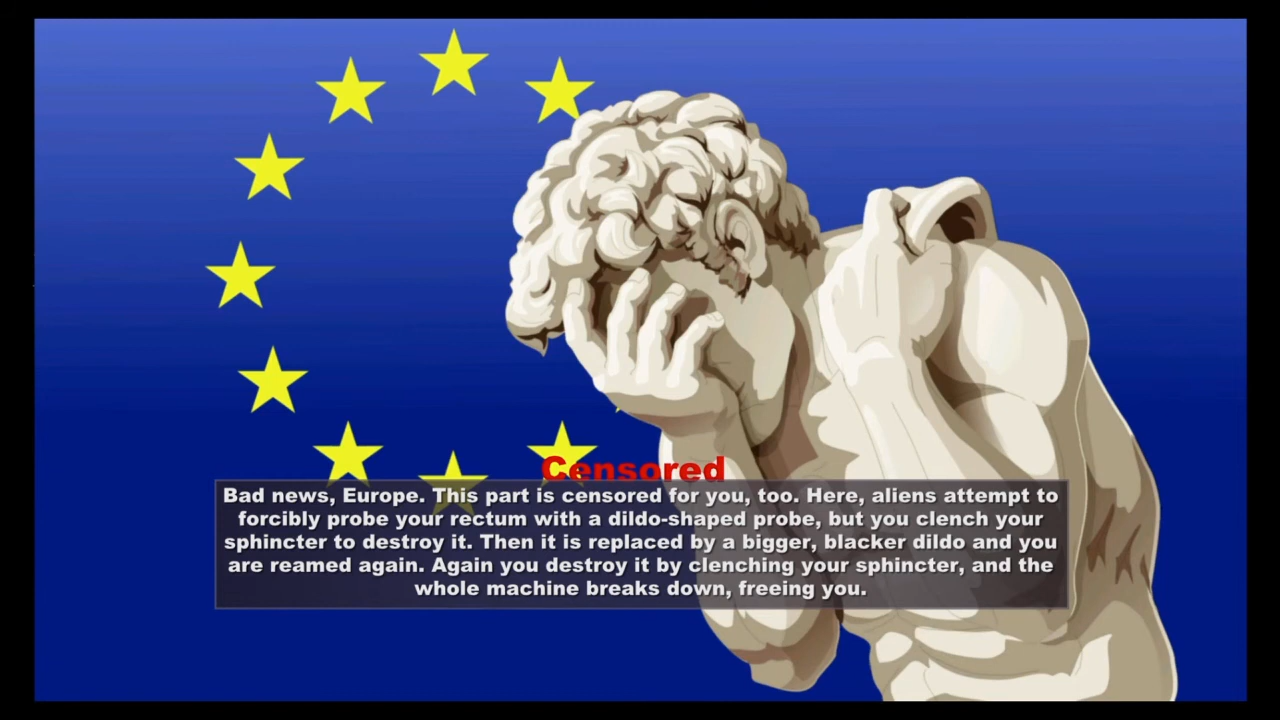 Censored
Bad news, Europe. This part is censored for you, too. Here, aliens attempt to
forcibly probe your rectum with a dildo-shaped probe, but you clench your
sphincter to destroy it. Then it is replaced by a bigger, blacker dildo and you
are reamed again. Again you destroy it by clenching your sphincter, and the
whole machine breaks down, freeing you.